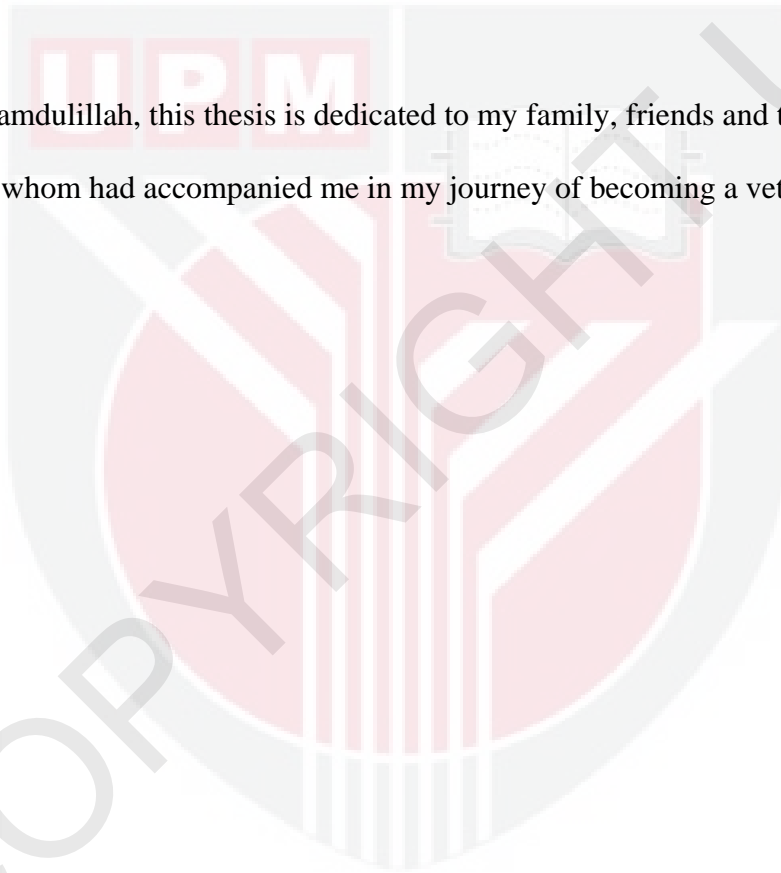 UPM
amdulillah, this thesis is dedicated to my family, friends and t
whom had accompanied me in my journey of becoming a vet
COPYRIGHT